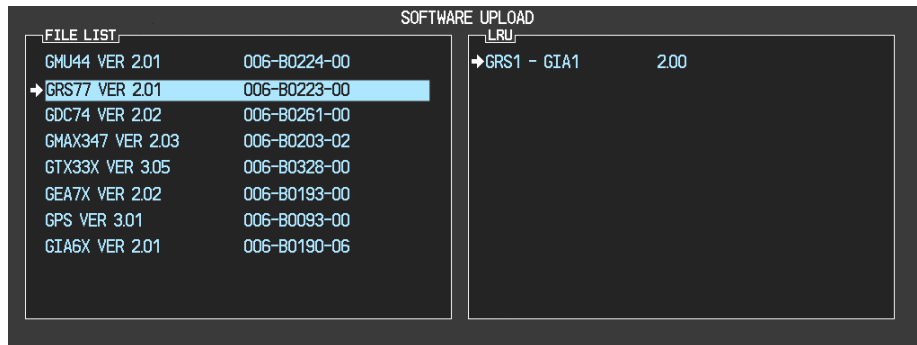 SOFTWARE UPLOAD
FILE LIST
GMU44 VER 2.01 006-B0224-00
GRS77 VER 2.01 006-B0223-00
GDC74 VER 2.02 006-B0261-00
GMAX347 VER 2.03 006-B0203-02
GTX33X VER 3.05 006-B0328-00
GEA7X VER 2.02 006-B0193-00
GPS VER 3.01 006-B0093-00
GIA6X VER 2.01 006-B0190-06
LRU
GRS1 - GIA1 2.00